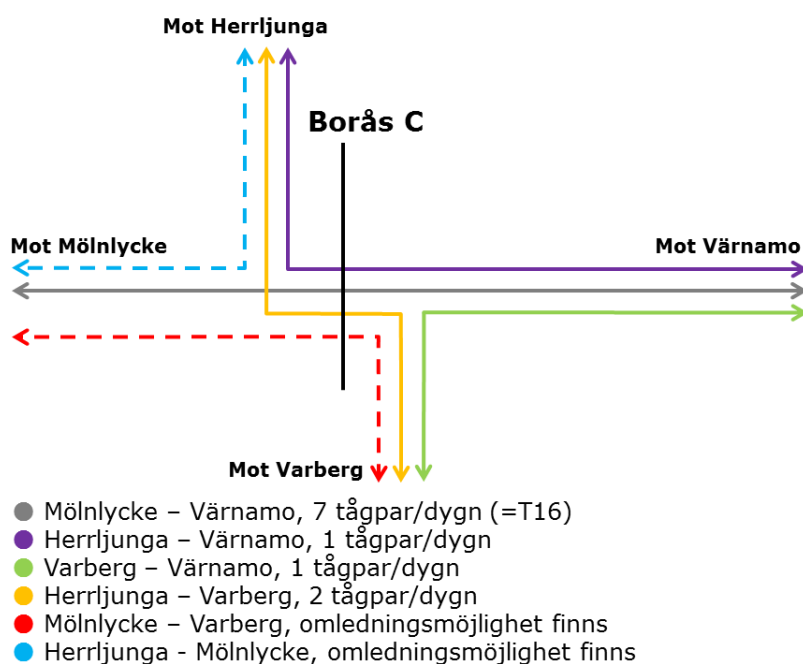 Mot Herrljunga
Borås C
Mot Mölnlycke
Mot Värnamo
Mot Varberg
Mölnlycke – Värnamo, 7 tågpar/dygn (=T16)
Herrljunga – Värnamo, 1 tågpar/dygn
Varberg – Värnamo, 1 tågpar/dygn
Herrljunga – Varberg, 2 tågpar/dygn
Mölnlycke – Varberg, omledningsmöjlighet finns
Herrljunga - Mölnlycke, omledningsmöjlighet finns